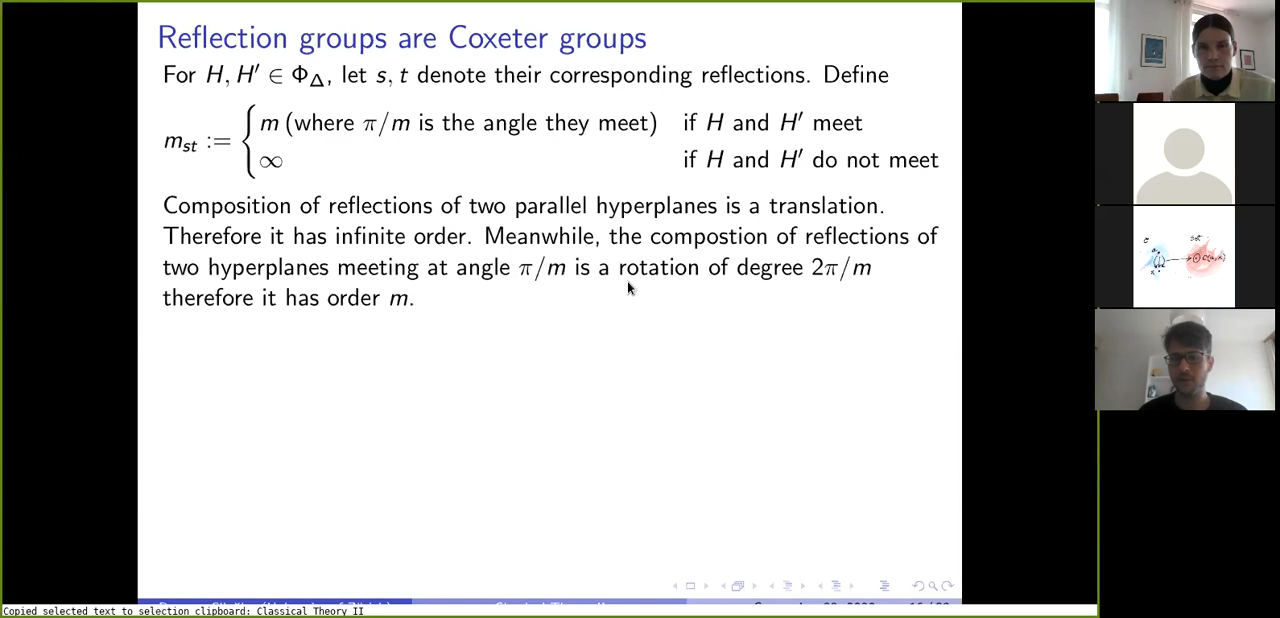 Reflection groups are Coxeter groups
For H, H′ ∈ Φ_Δ, let s, t denote their corresponding reflections. Define
m_st := { m (where π/m is the angle they meet) if H and H′ meet
∞ if H and H′ do not meet
Composition of reflections of two parallel hyperplanes is a translation.
Therefore it has infinite order. Meanwhile, the compostion of reflections of
two hyperplanes meeting at angle π/m is a rotation of degree 2π/m
therefore it has order m.
Copied selected text to selection clipboard: Classical Theory II